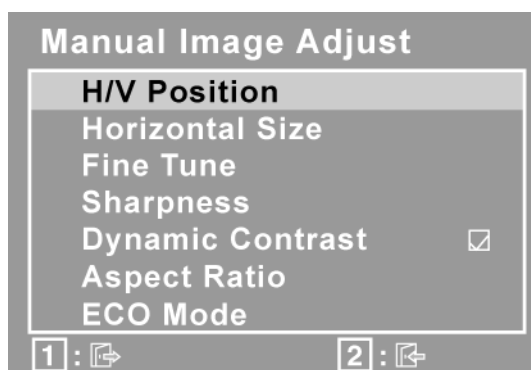 Manual Image Adjust
H/V Position
Horizontal Size
Fine Tune
Sharpness
Dynamic Contrast
Aspect Ratio
ECO Mode
1 : 2 :